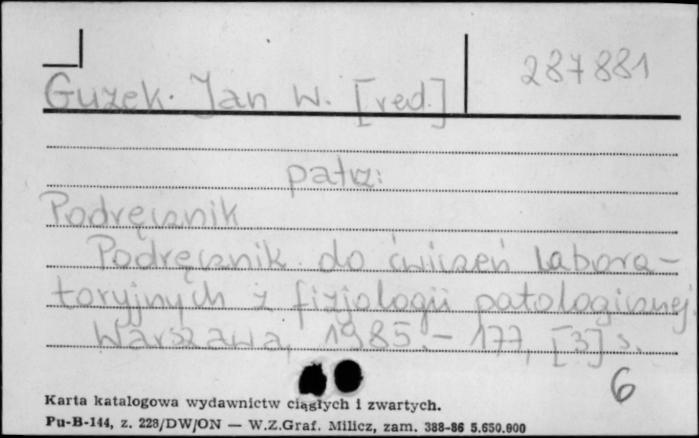 287881
Guzek Jan W. [red.]
patrz:
Podręcznik
Podręcznik do ćwiczeń labora-
toryjnych z fizjologii patologicznej.
Warszawa, 1985.- 177, [3] s.
6
Karta katalogowa wydawnictw ciągłych i zwartych.
Pu-B-144, z. 228/DW/ON — W.Z.Graf. Milicz, zam. 388-86 5.650.000